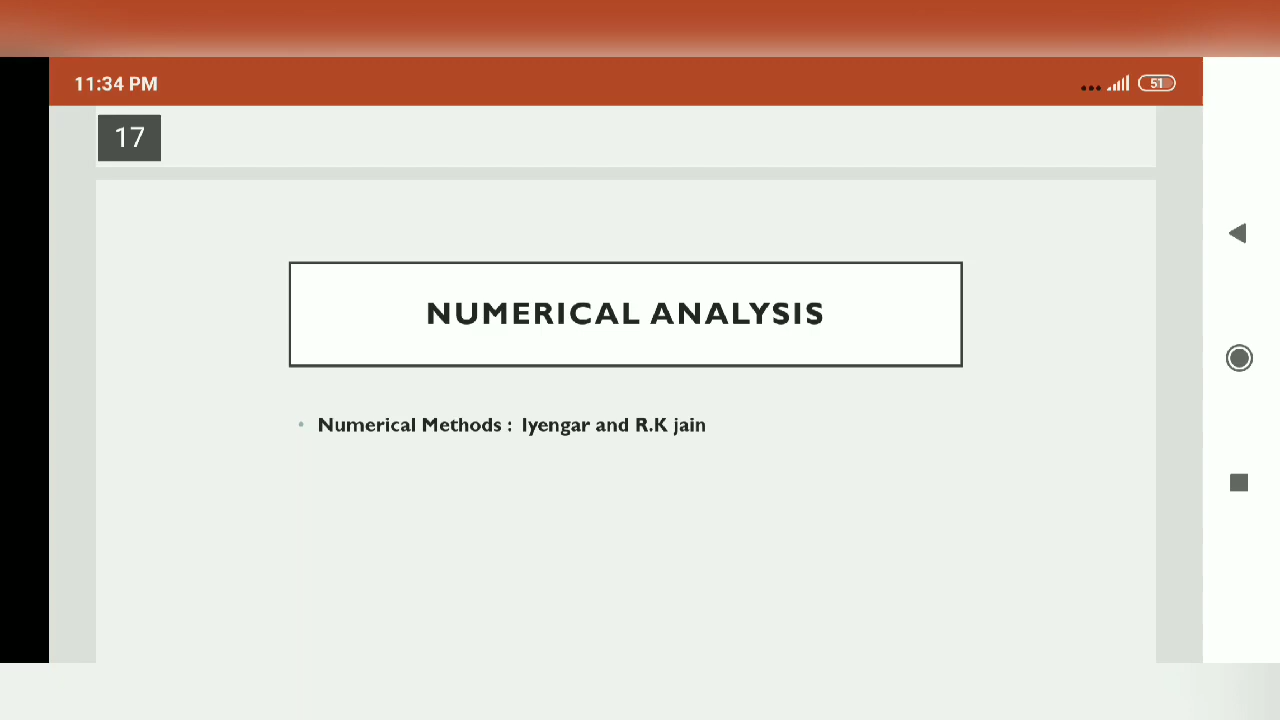 11:34 PM
51
17
NUMERICAL ANALYSIS
• Numerical Methods : Iyengar and R.K jain